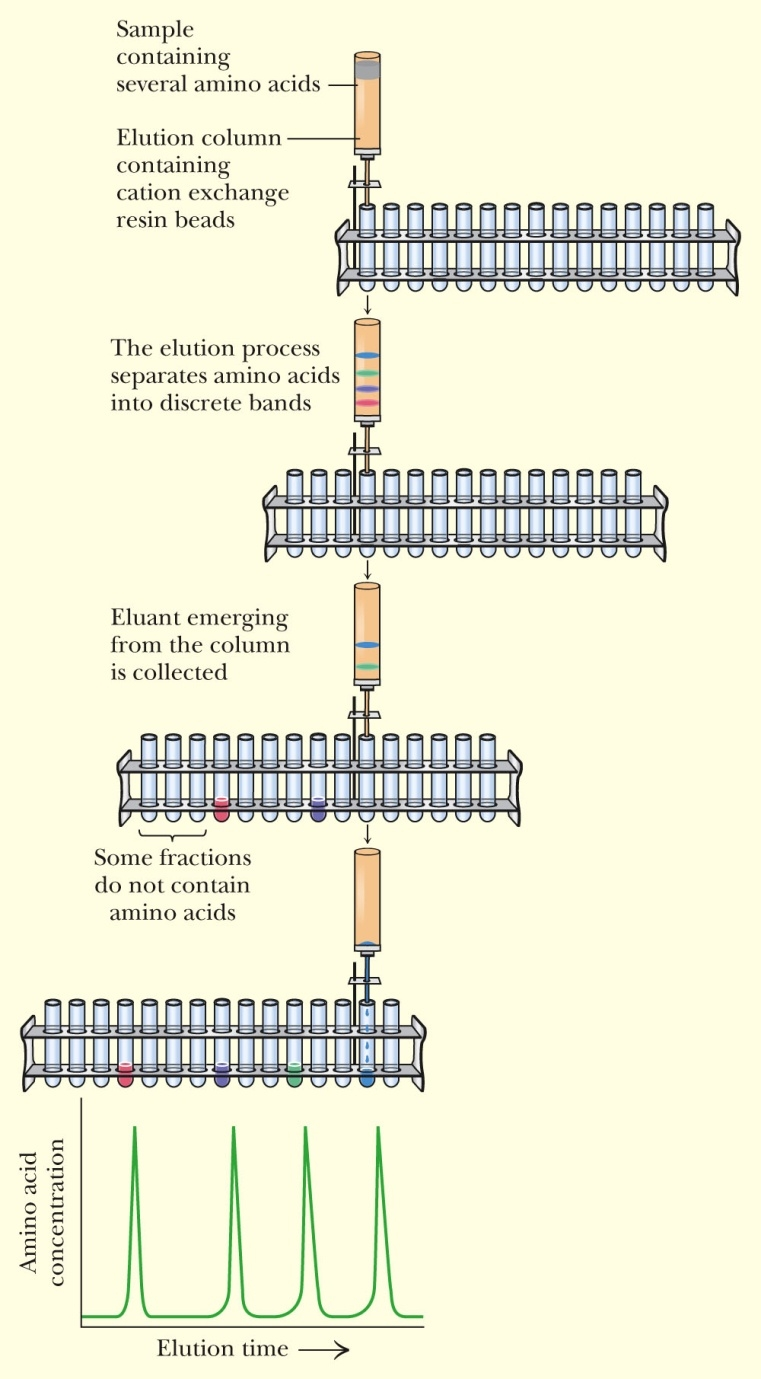 Sample
containing
several amino acids
Elution column
containing
cation exchange
resin beads
The elution process
separates amino acids
into discrete bands
Eluant emerging
from the column
is collected
Some fractions
do not contain
amino acids
Amino acid
concentration
Elution time